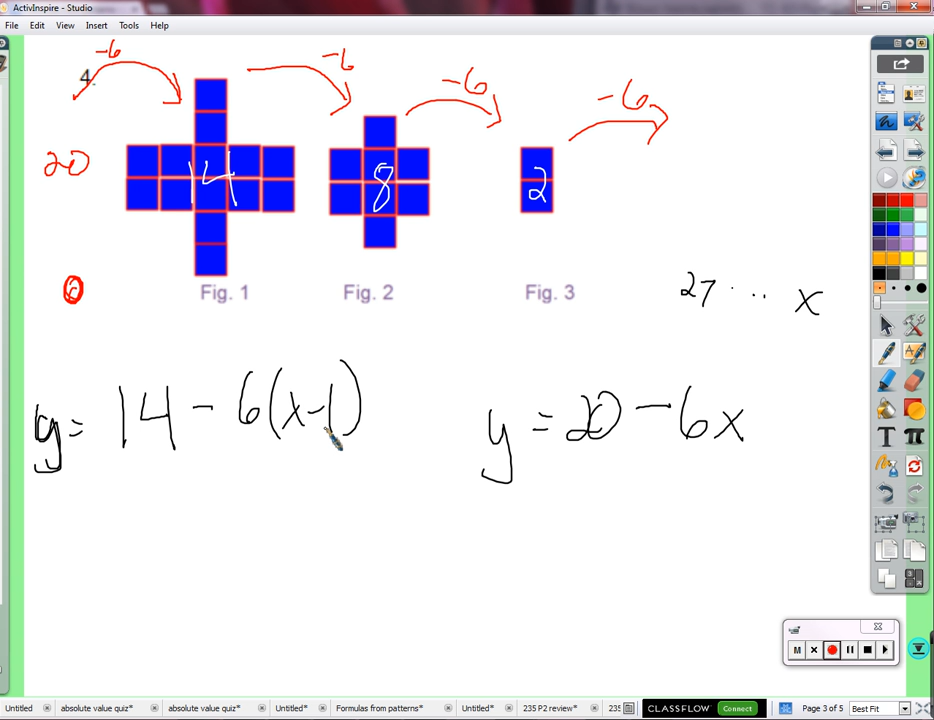 ActivInspire - Studio
File Edit View Insert Tools Help
4.
-6 -6 -6 -6
20 14 8 2
0 Fig. 1 Fig. 2 Fig. 3
27 ... x
y = 14 - 6(x-1)
y = 20 - 6x
M
Untitled absolute value quiz* absolute value quiz* Untitled* Formulas from patterns* Untitled* 235 P2 review* 235 CLASSFLOW Connect Page 3 of 5 Best Fit